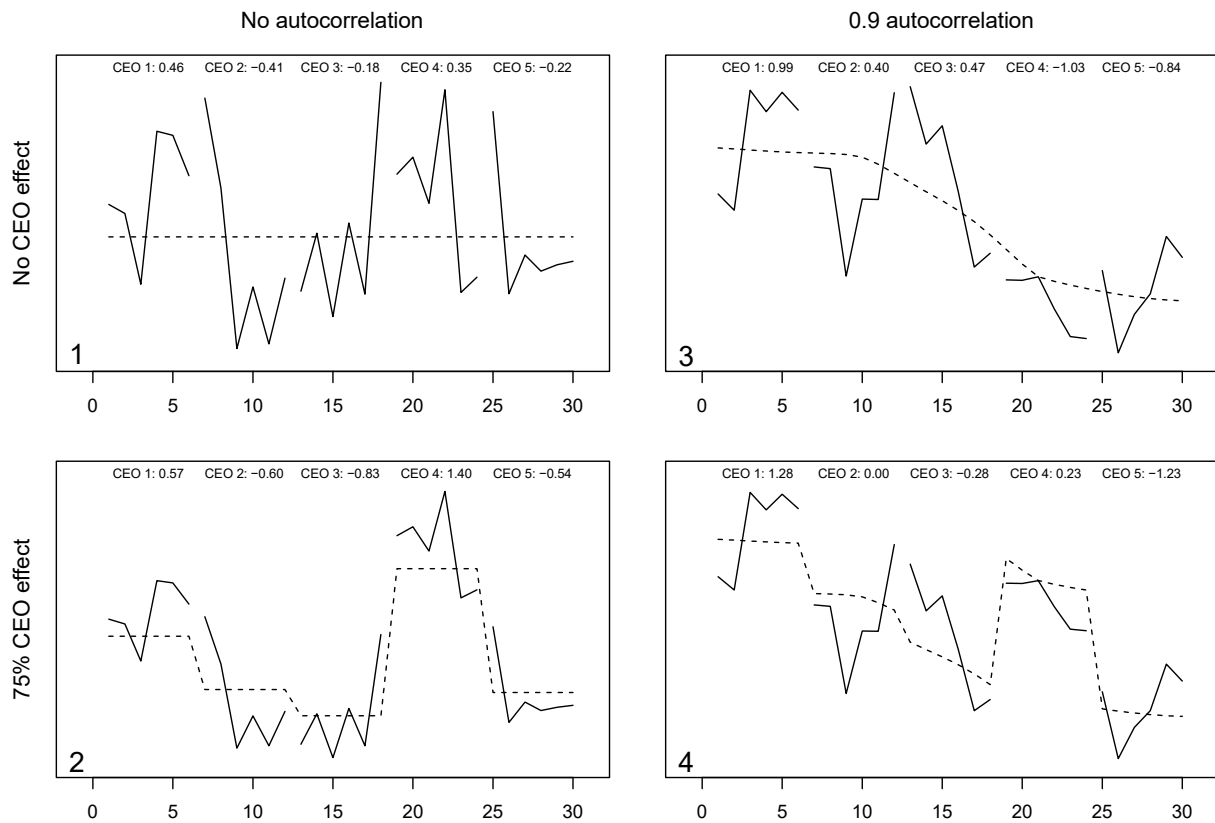 No autocorrelation
0.9 autocorrelation
No CEO effect
CEO 1: 0.46 CEO 2: −0.41 CEO 3: −0.18 CEO 4: 0.35 CEO 5: −0.22
1
0 5 10 15 20 25 30
CEO 1: 0.99 CEO 2: 0.40 CEO 3: 0.47 CEO 4: −1.03 CEO 5: −0.84
3
0 5 10 15 20 25 30
75% CEO effect
CEO 1: 0.57 CEO 2: −0.60 CEO 3: −0.83 CEO 4: 1.40 CEO 5: −0.54
2
0 5 10 15 20 25 30
CEO 1: 1.28 CEO 2: 0.00 CEO 3: −0.28 CEO 4: 0.23 CEO 5: −1.23
4
0 5 10 15 20 25 30